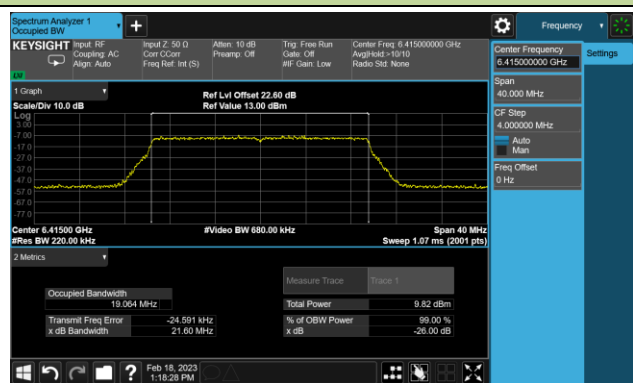 Spectrum Analyzer 1
Occupied BW
Frequency
KEYSIGHT
Input: RF
Coupling: AC
Align: Auto
Input Z: 50 Ω
Corr CCorr
Freq Ref: Int (S)
Atten: 10 dB
Preamp: Off
Trig: Free Run
Gate: Off
#IF Gain: Low
Center Freq: 6.415000000 GHz
Avg|Hold:>10/10
Radio Std: None
Center Frequency
6.415000000 GHz
Settings
Span
40.000 MHz
CF Step
4.000000 MHz
Auto
Man
Freq Offset
0 Hz
1 Graph
Scale/Div 10.0 dB
Ref Lvl Offset 22.60 dB
Ref Value 13.00 dBm
Log
3.00
-7.00
-17.0
-27.0
-37.0
-47.0
-57.0
-67.0
-77.0
Center 6.41500 GHz
#Res BW 220.00 kHz
#Video BW 680.00 kHz
Span 40 MHz
Sweep 1.07 ms (2001 pts)
2 Metrics
Measure Trace
Trace 1
Occupied Bandwidth
19.064 MHz
Total Power
9.82 dBm
Transmit Freq Error
-24.591 kHz
% of OBW Power
99.00 %
x dB Bandwidth
21.60 MHz
x dB
-26.00 dB
Feb 18, 2023
1:18:28 PM